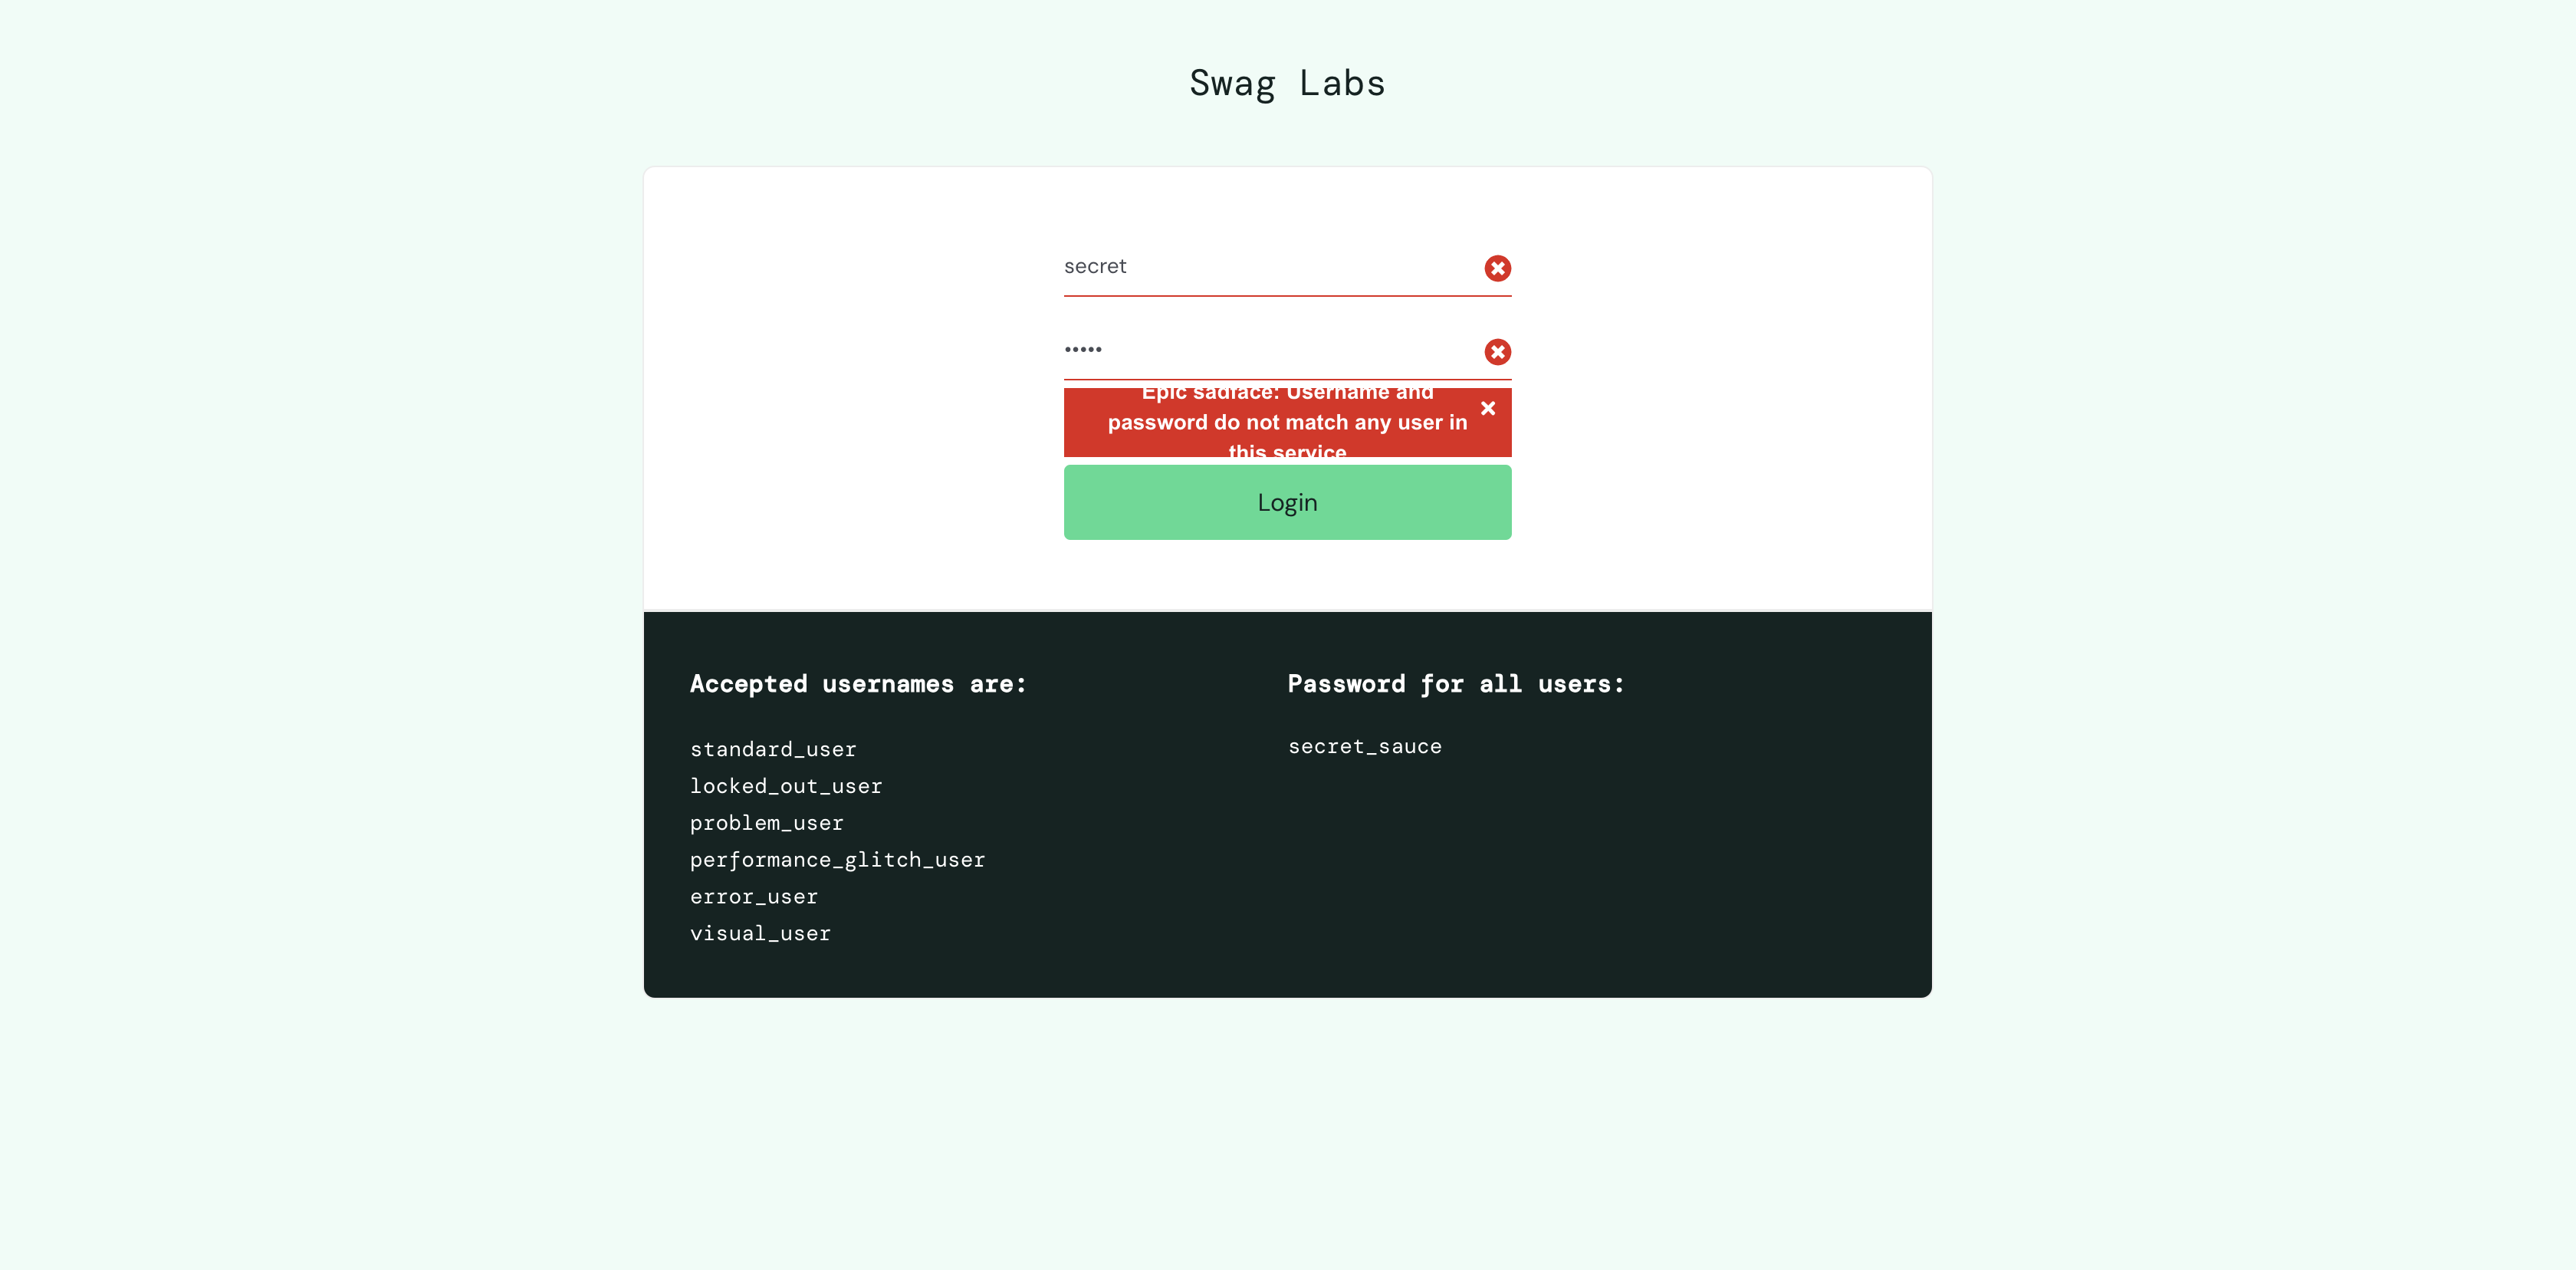 Swag Labs
secret
•••••
Epic sadface: Username and
password do not match any user in
this service
Login
Accepted usernames are:
standard_user
locked_out_user
problem_user
performance_glitch_user
error_user
visual_user
Password for all users:
secret_sauce